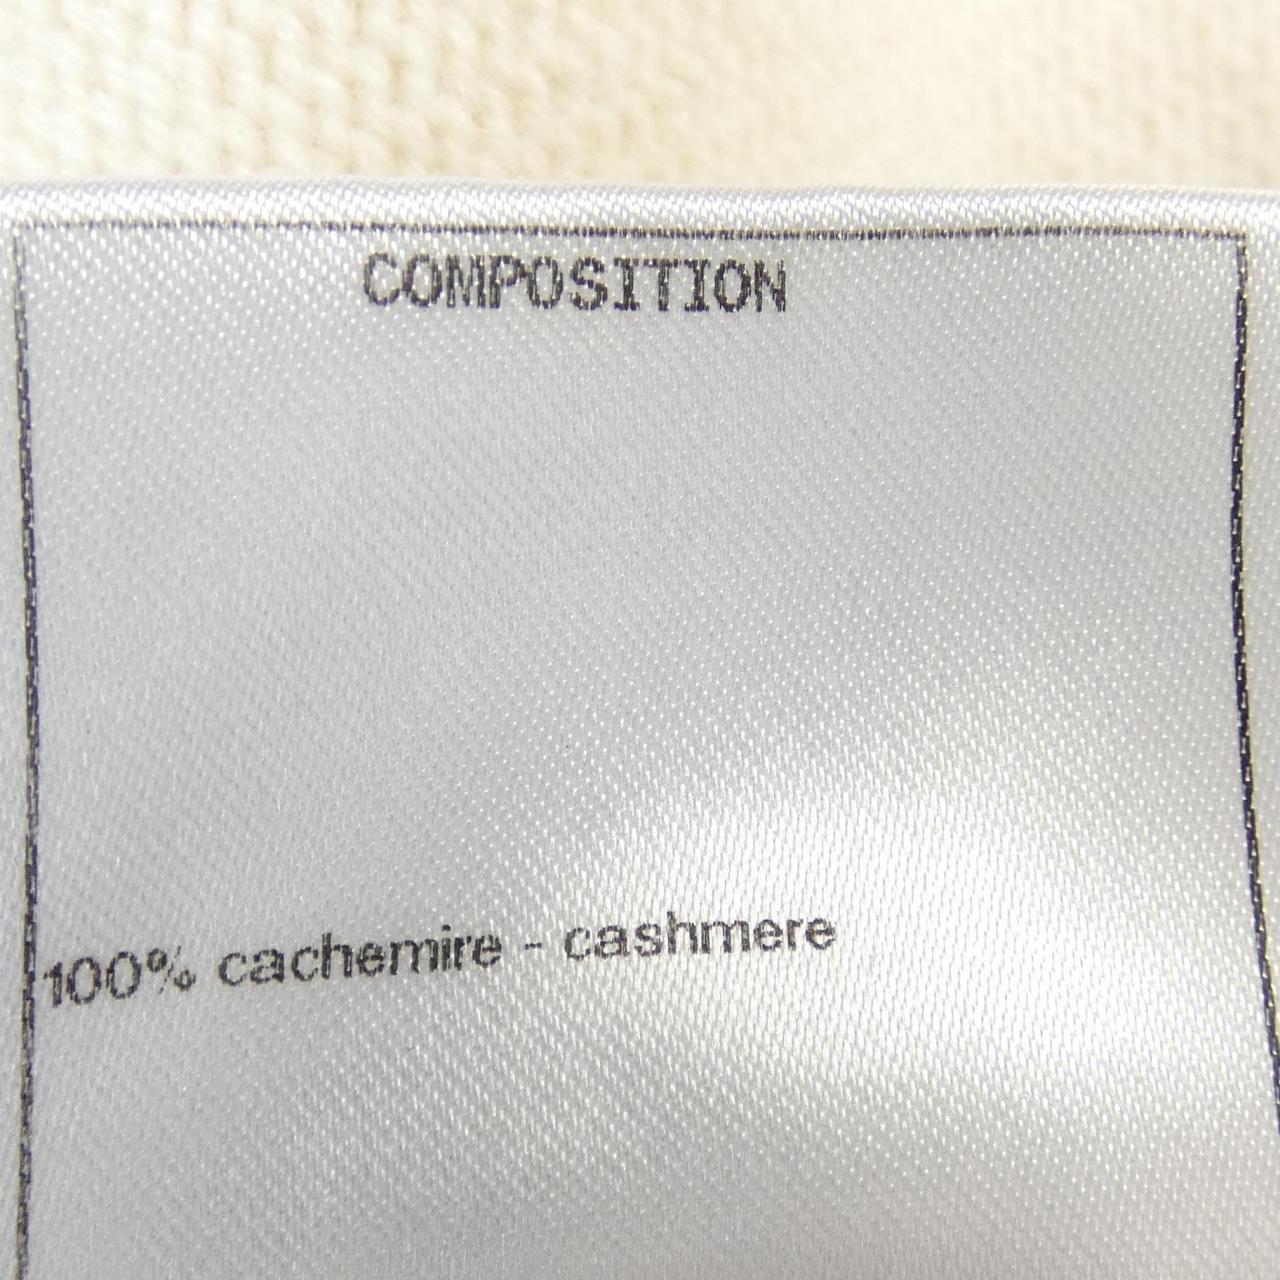 COMPOSITION
100% cachemire - cashmere